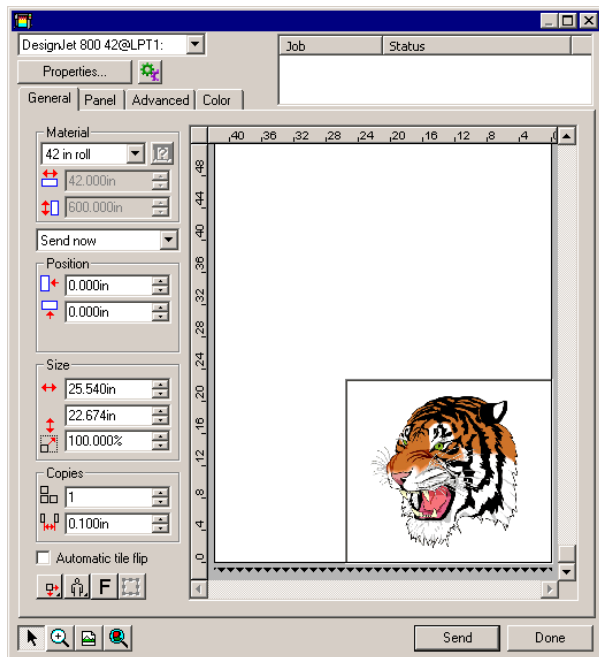 DesignJet 800 42@LPT1:
Job Status
Properties...
General Panel Advanced Color
Material
42 in roll
42.000in
600.000in
Send now
Position
0.000in
0.000in
Size
25.540in
22.674in
100.000%
Copies
1
0.100in
Automatic tile flip
F
40 36 32 28 24 20 16 12 8 4 0
48
44
40
36
32
28
24
20
16
12
8
4
0
Send Done